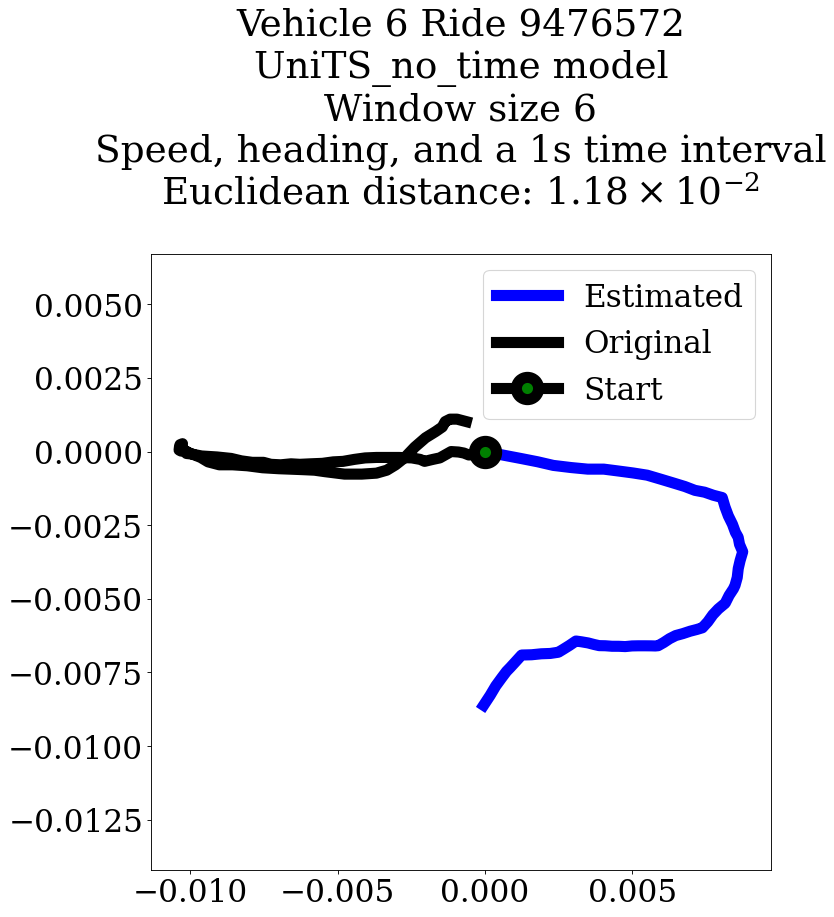 Vehicle 6 Ride 9476572
UniTS_no_time model
Window size 6
Speed, heading, and a 1s time interval
Euclidean distance: 1.18 × 10⁻²
Estimated
Original
Start
0.0050
0.0025
0.0000
−0.0025
−0.0050
−0.0075
−0.0100
−0.0125
−0.010
−0.005
0.000
0.005